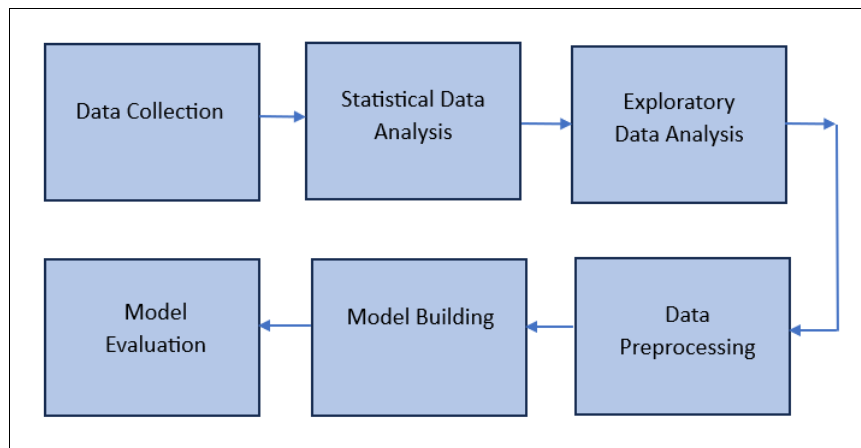 Data Collection
Statistical Data
Analysis
Exploratory
Data Analysis
Data
Preprocessing
Model Building
Model
Evaluation